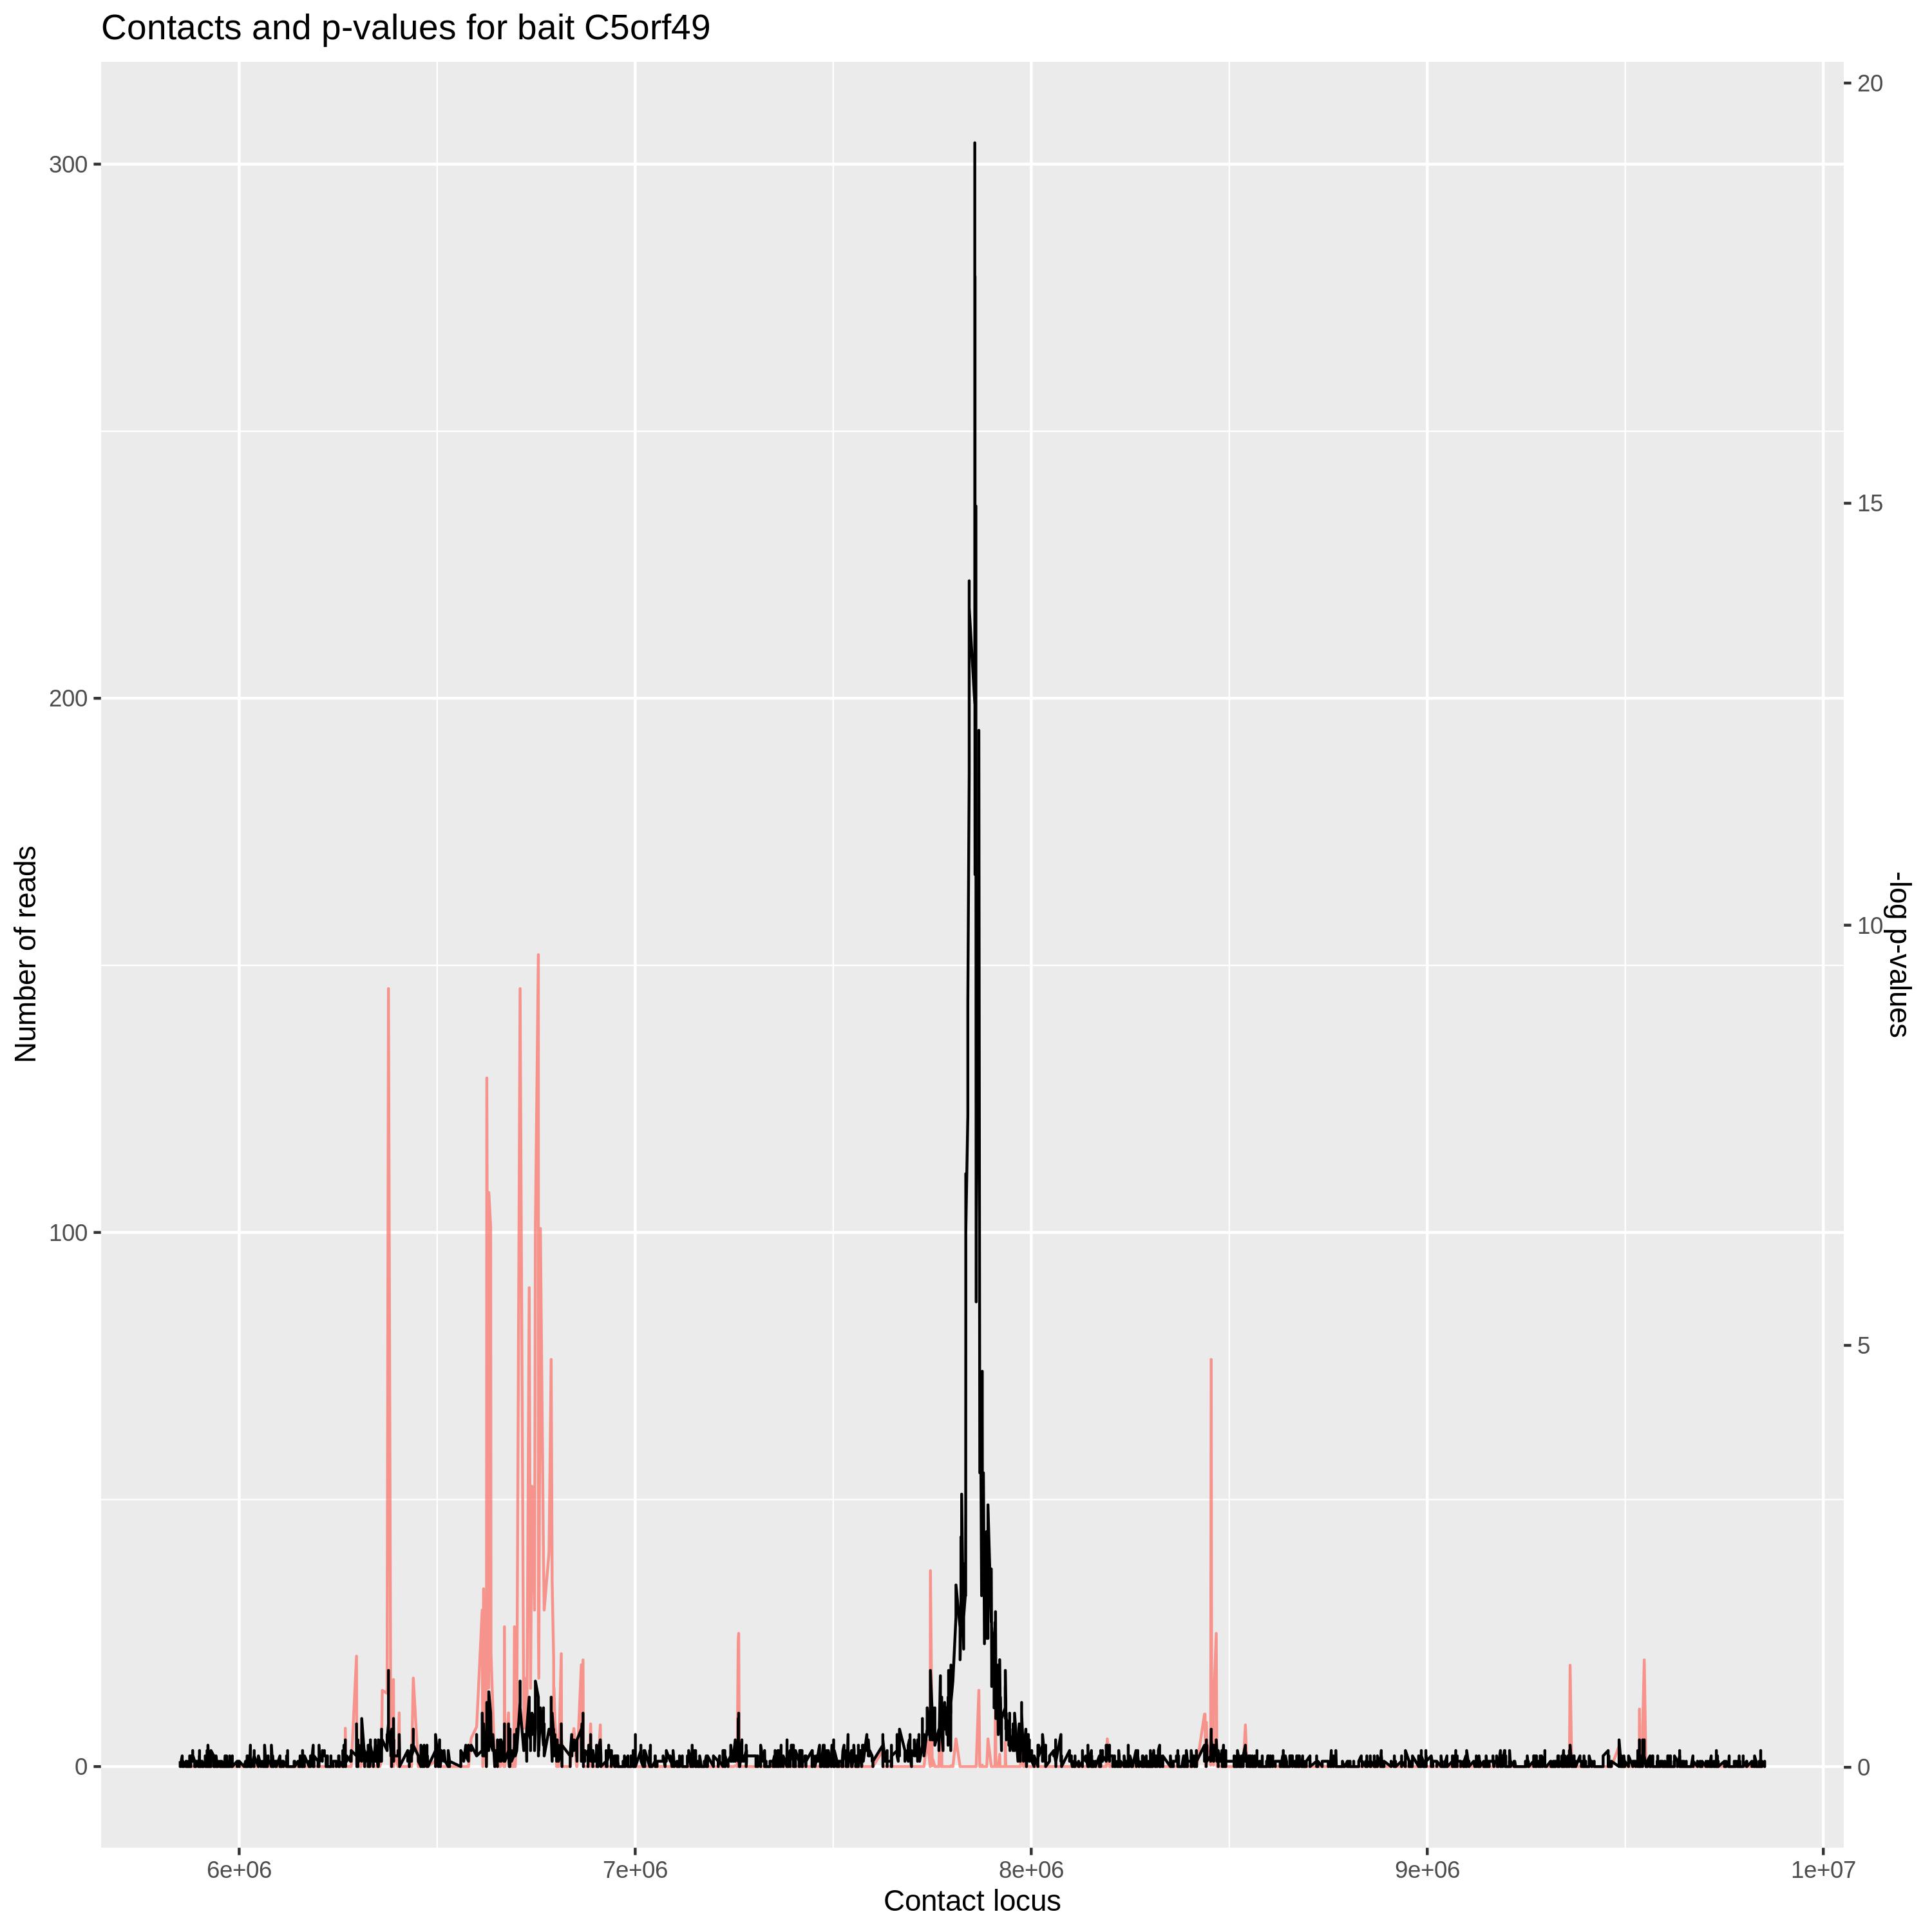 Contacts and p-values for bait C5orf49
300
200
100
0
Number of reads
20
15
10
5
0
-log p-values
6e+06
7e+06
8e+06
9e+06
1e+07
Contact locus